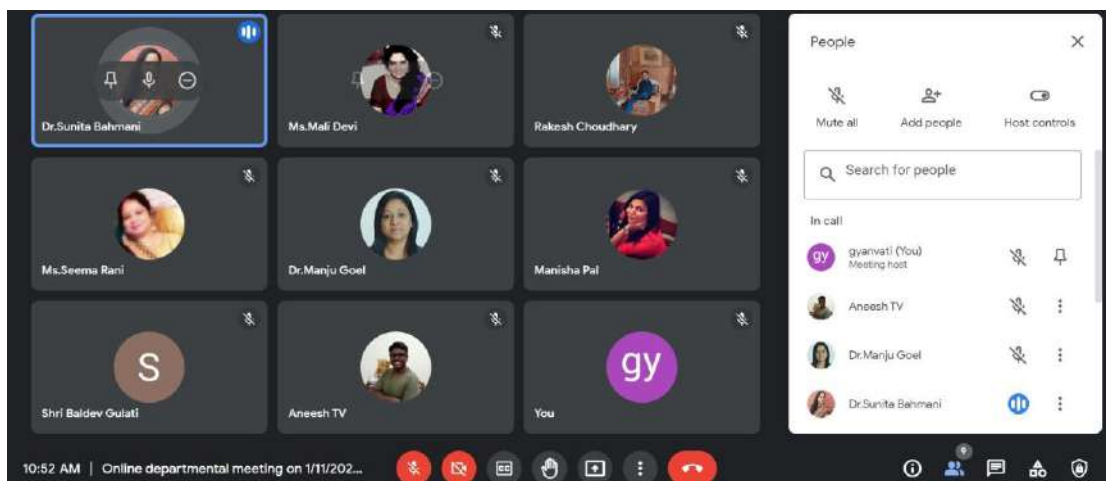 Dr.Sunita Bahmani
Ms.Mali Devi
Rakesh Choudhary
Ms.Seema Rani
Dr.Manju Goel
Manisha Pal
S
Shri Baldev Gulati
Aneesh TV
gy
You
People
Mute all
Add people
Host controls
Search for people
In call
gy
gyanvati (You)
Meeting host
Aneesh TV
Dr.Manju Goel
Dr.Sunita Bahmani
10:52 AM | Online departmental meeting on 1/11/202...
CC
9